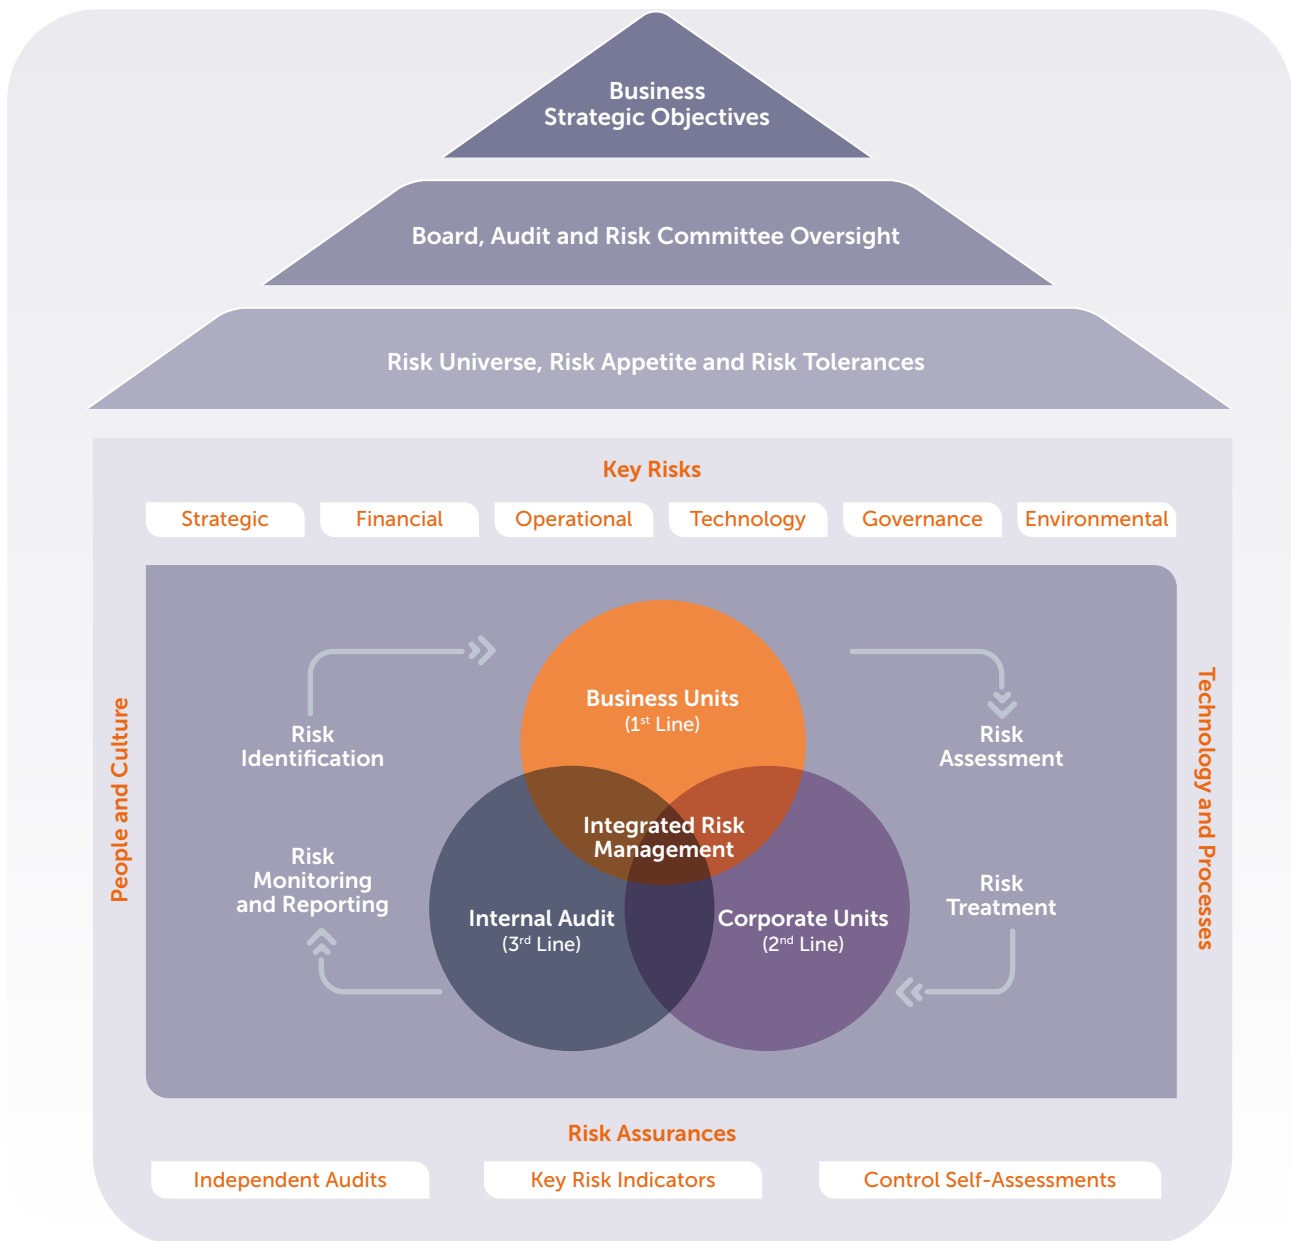 Business
Strategic Objectives
Board, Audit and Risk Committee Oversight
Risk Universe, Risk Appetite and Risk Tolerances
Key Risks
Strategic
Financial
Operational
Technology
Governance
Environmental
People and Culture
Technology and Processes
Business Units
(1st Line)
Risk
Identification
Risk
Assessment
Integrated Risk
Management
Risk
Monitoring
and Reporting
Risk
Treatment
Internal Audit
(3rd Line)
Corporate Units
(2nd Line)
Risk Assurances
Independent Audits
Key Risk Indicators
Control Self-Assessments